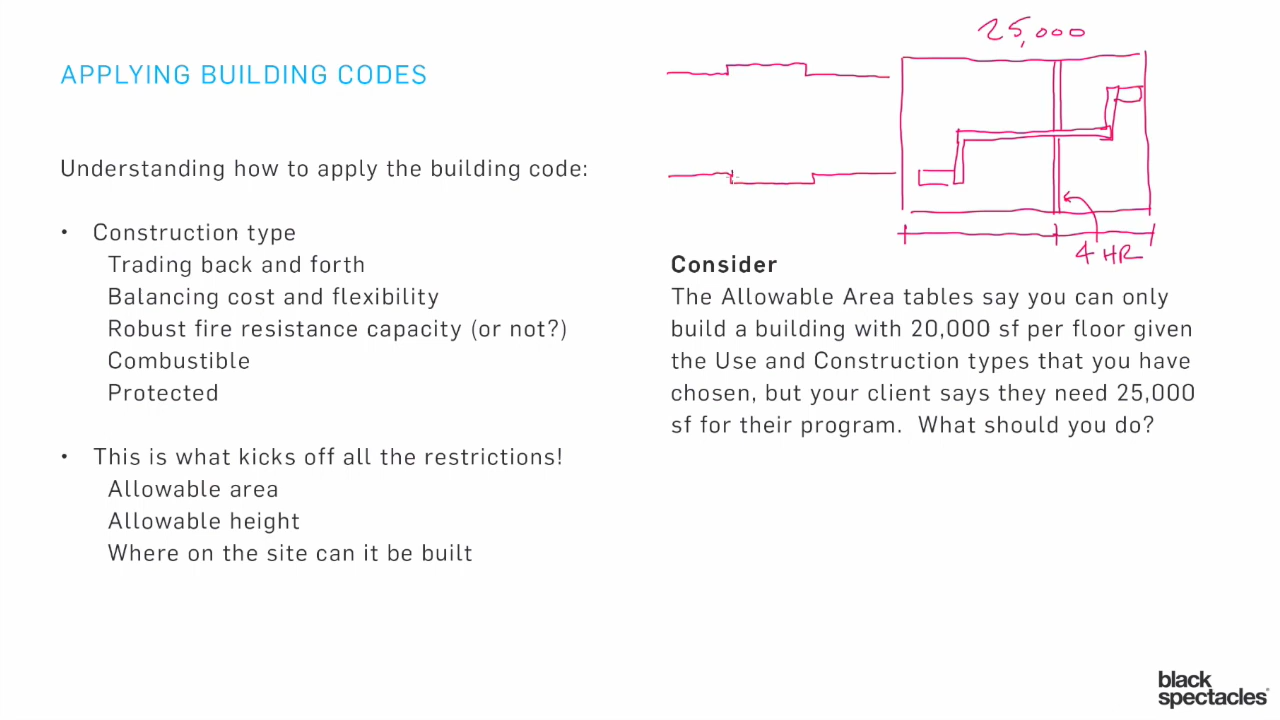 APPLYING BUILDING CODES
Understanding how to apply the building code:
• Construction type
Trading back and forth
Balancing cost and flexibility
Robust fire resistance capacity (or not?)
Combustible
Protected
• This is what kicks off all the restrictions!
Allowable area
Allowable height
Where on the site can it be built
25,000
4 HR
Consider
The Allowable Area tables say you can only
build a building with 20,000 sf per floor given
the Use and Construction types that you have
chosen, but your client says they need 25,000
sf for their program. What should you do?
black
spectacles®